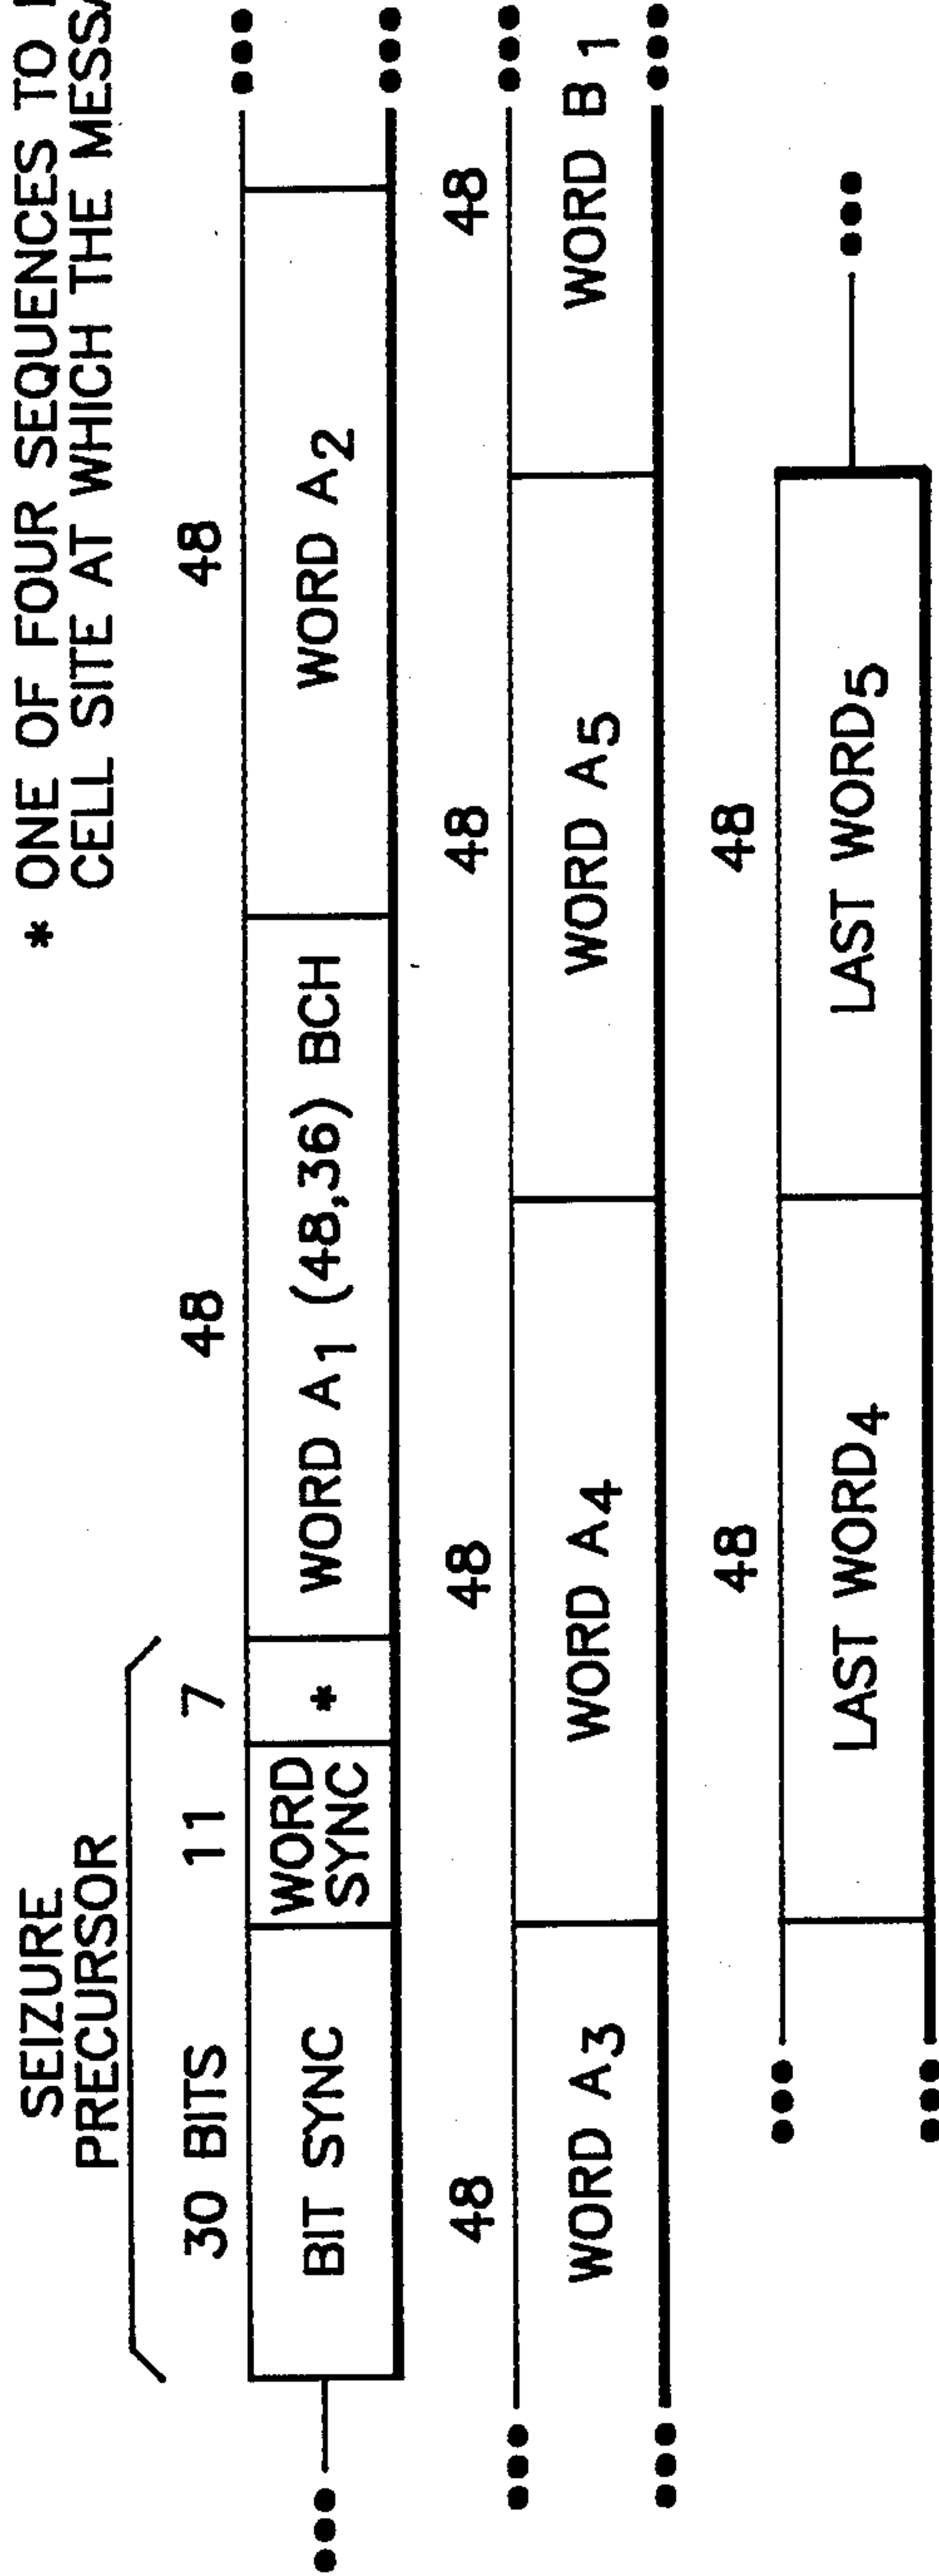 * ONE OF FOUR SEQUENCES TO
CELL SITE AT WHICH THE
SEIZURE
PRECURSOR
30 BITS 11 7 48 48
BIT SYNC WORD SYNC * WORD A1 (48,36) BCH WORD A2
48 48 48 48
WORD A3 WORD A4 WORD A5 WORD B1
48 48
LAST WORD4 LAST WORD5